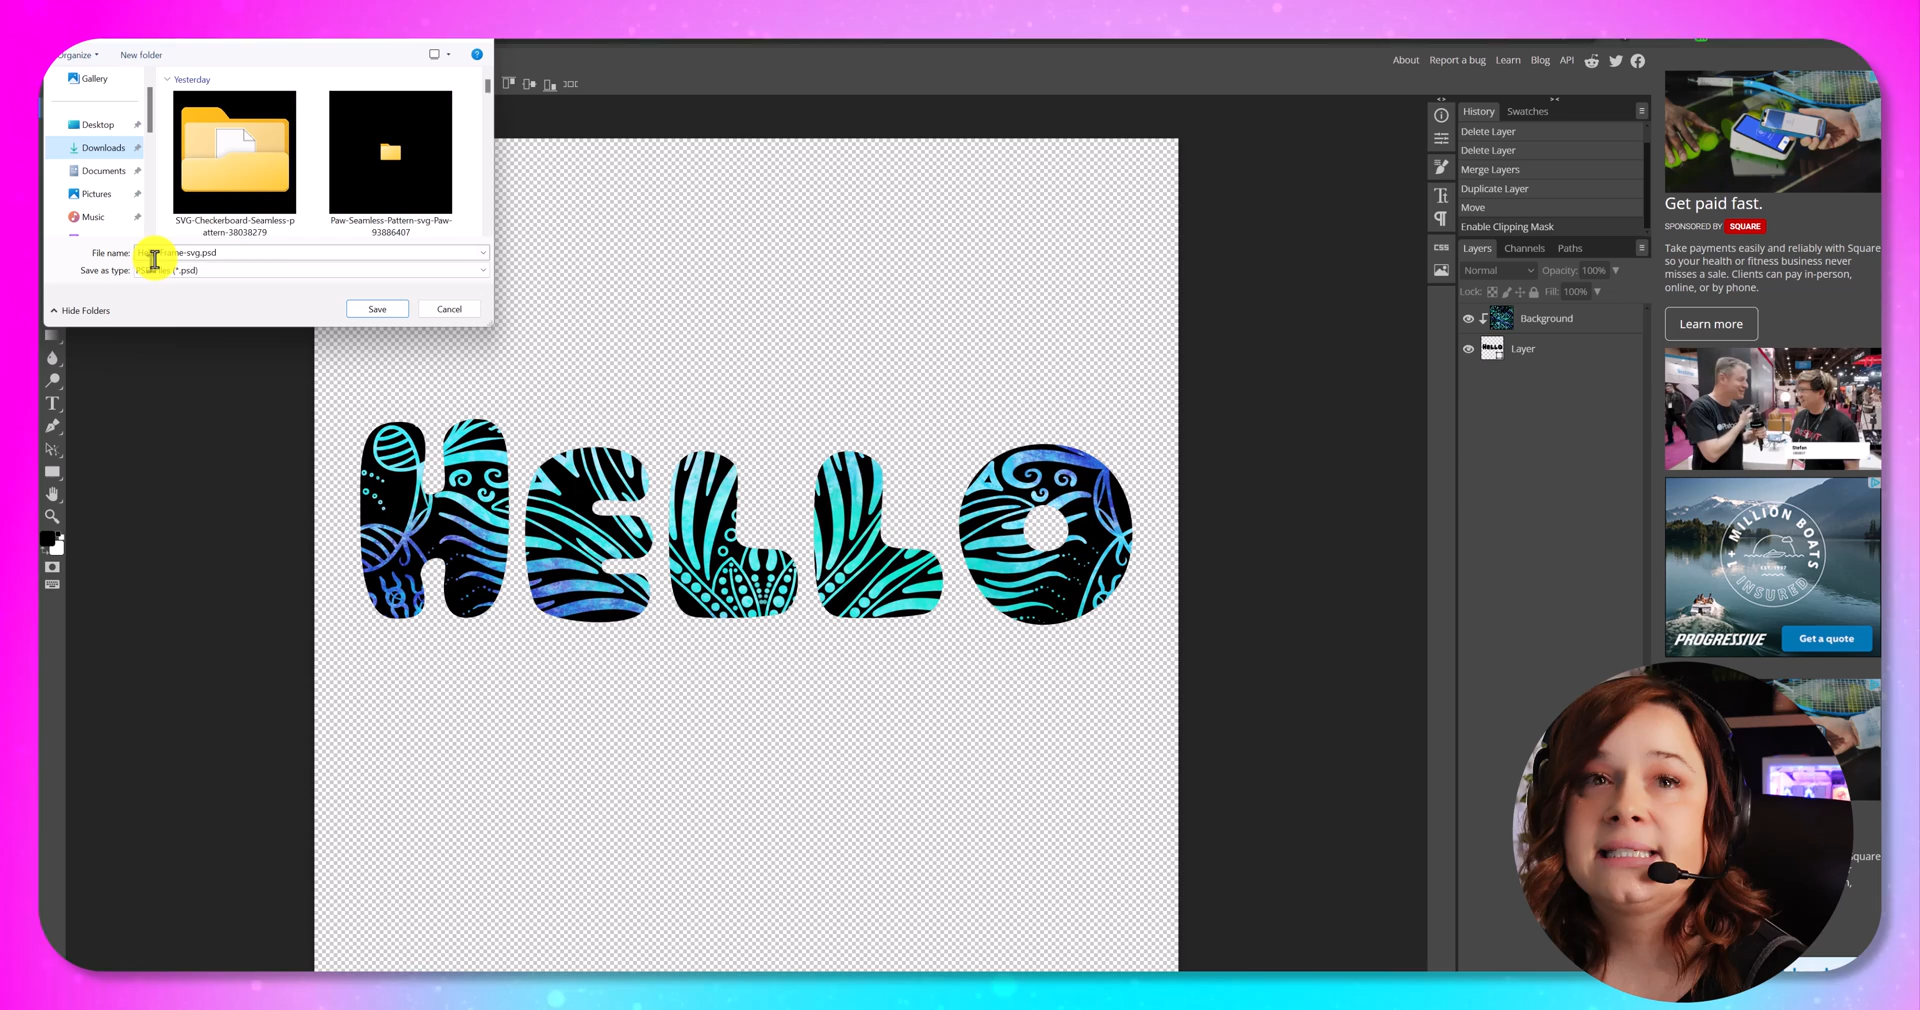 Organize
New folder
Gallery
Desktop
Downloads
Documents
Pictures
Music
Yesterday
SVG-Checkerboard-Seamless-p
attern-38038279
Paw-Seamless-Pattern-svg-Paw-
93886407
File name:
Frame-svg.psd
Save as type:
(*.psd)
Hide Folders
Save
Cancel
About
Report a bug
Learn
Blog
API
History
Swatches
Delete Layer
Delete Layer
Merge Layers
Duplicate Layer
Move
Enable Clipping Mask
CSS
Layers
Channels
Paths
Normal
Opacity: 100%
Lock:
Fill: 100%
Background
Layer
HELLO
Get paid fast.
SPONSORED BY SQUARE
Take payments easily and reliably with Square
so your health or fitness business never
misses a sale. Clients can pay in-person,
online, or by phone.
Learn more
1+ MILLION BOATS
INSURED
PROGRESSIVE
Get a quote